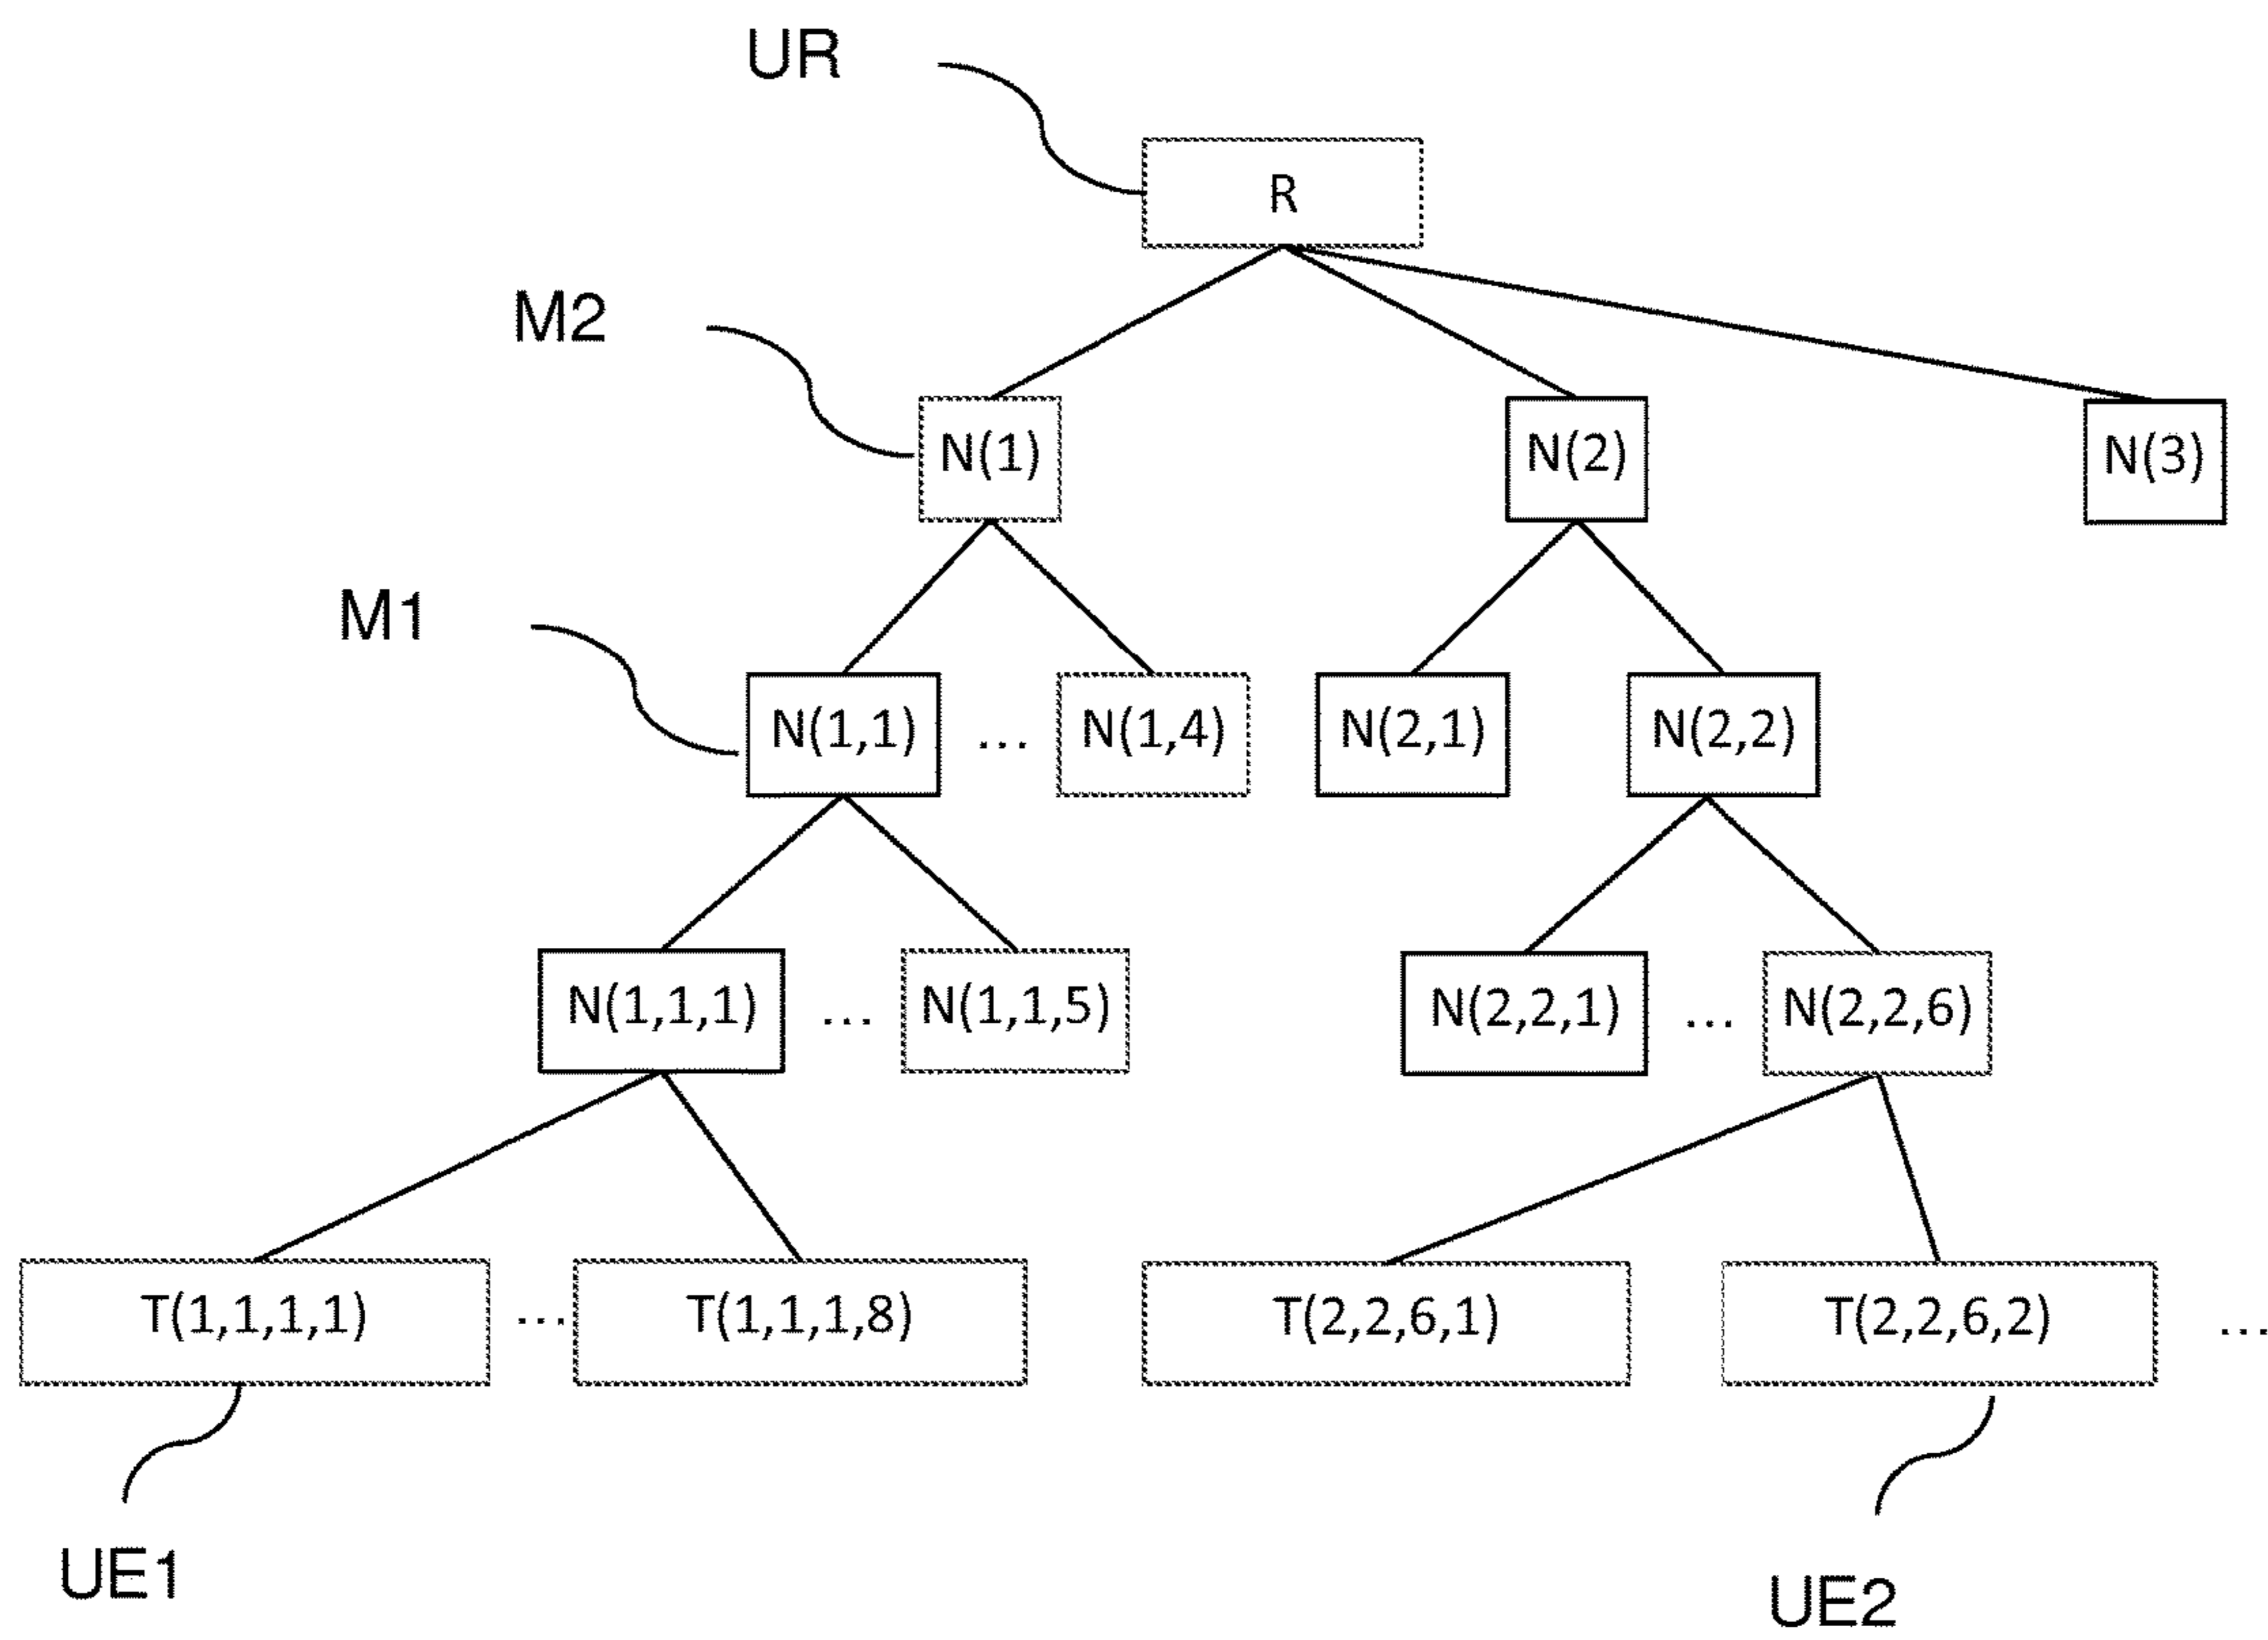 UR
R
M2
N(1) N(2) N(3)
M1
N(1,1) ... N(1,4) N(2,1) N(2,2)
N(1,1,1) ... N(1,1,5) N(2,2,1) ... N(2,2,6)
T(1,1,1,1) ... T(1,1,1,8) T(2,2,6,1) T(2,2,6,2) ...
UE1
UE2